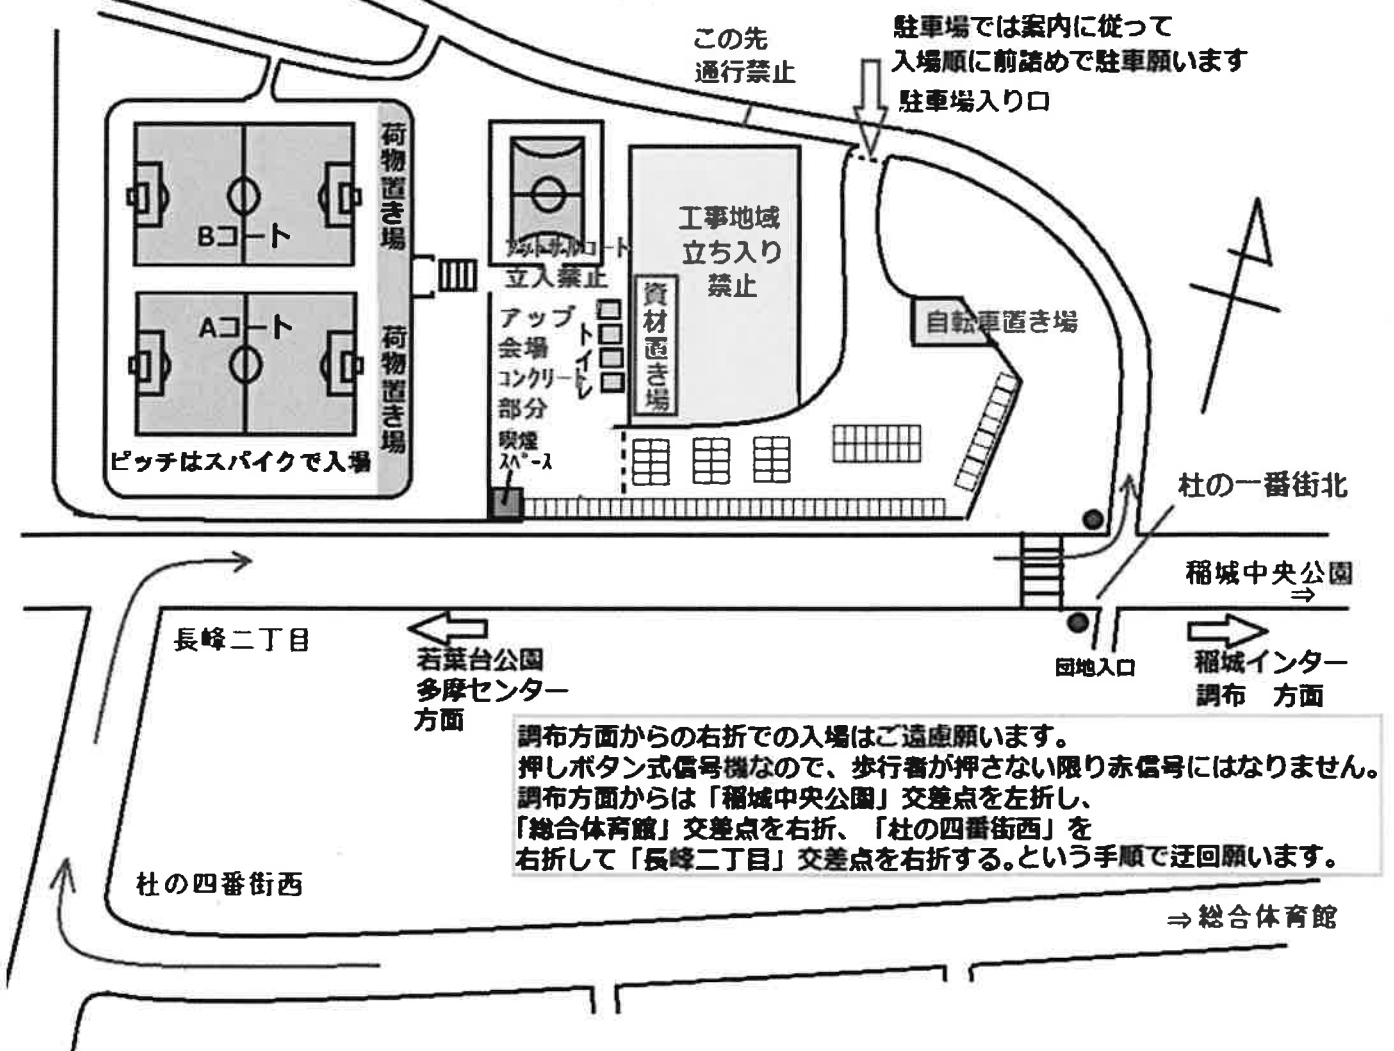 駐車場では案内に従って
入場順に前詰めで駐車願います
この先
通行禁止
駐車場入り口
荷物置き場
Bコート
フットサルコート
立入禁止
工事地域
立ち入り
禁止
資材置き場
自転車置き場
アップ
会場
コンクリート
部分
トイレ
Aコート
荷物置き場
喫煙
スペース
ピッチはスパイクで入場
杜の一番街北
稲城中央公園
⇒
長峰二丁目
若葉台公園
多摩センター
方面
団地入口
稲城インター
調布 方面
調布方面からの右折での入場はご遠慮願います。
押しボタン式信号機なので、歩行者が押さない限り赤信号にはなりません。
調布方面からは「稲城中央公園」交差点を左折し、
「総合体育館」交差点を右折、「杜の四番街西」を
右折して「長峰二丁目」交差点を右折する。という手順で迂回願います。
杜の四番街西
⇒総合体育館